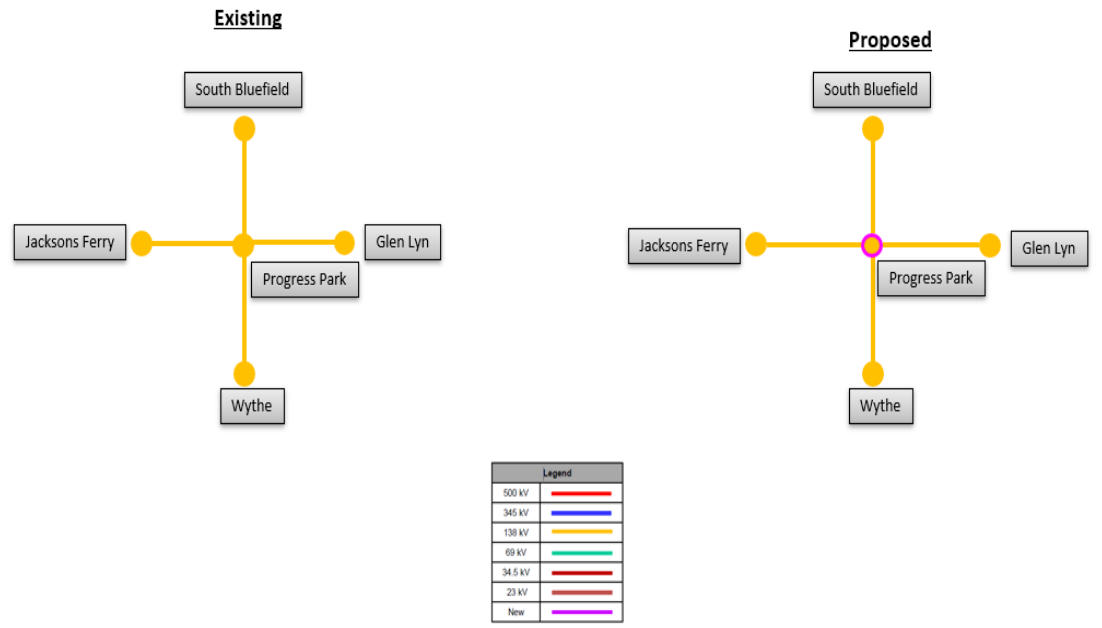 Existing
South Bluefield
Jacksons Ferry
Glen Lyn
Progress Park
Wythe
Proposed
South Bluefield
Jacksons Ferry
Glen Lyn
Progress Park
Wythe
Legend
500 kV
345 kV
138 kV
69 kV
34.5 kV
23 kV
New